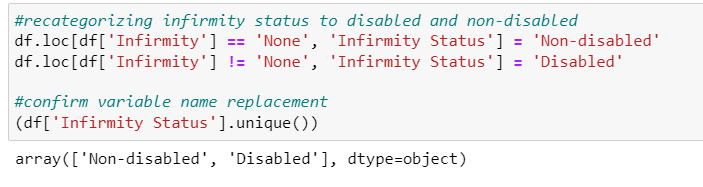 #recategorizing infirmity status to disabled and non-disabled
df.loc[df['Infirmity'] == 'None', 'Infirmity Status'] = 'Non-disabled'
df.loc[df['Infirmity'] != 'None', 'Infirmity Status'] = 'Disabled'
#confirm variable name replacement
(df['Infirmity Status'].unique())
array(['Non-disabled', 'Disabled'], dtype=object)